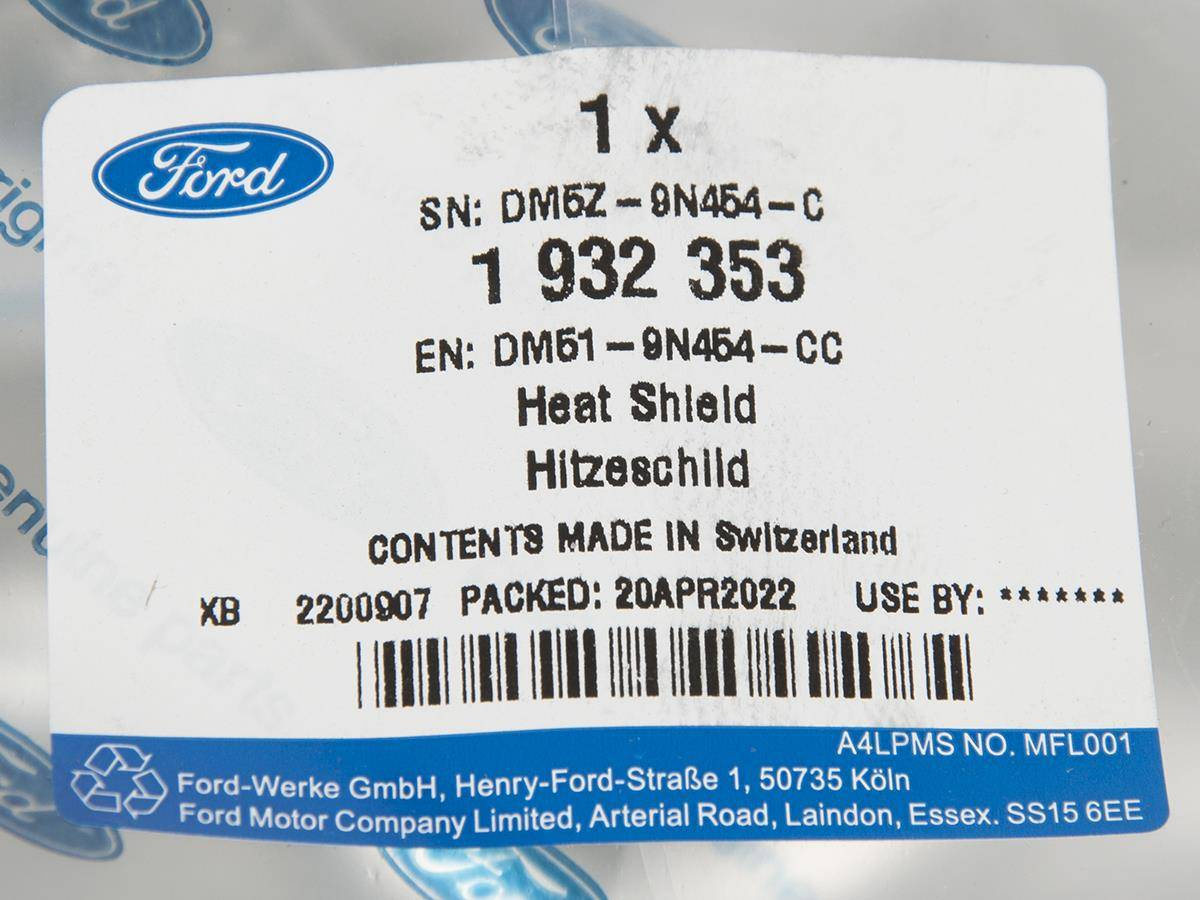 Ford
1 x
SN: DM5Z-9N454-C
1 932 353
EN: DM51-9N454-CC
Heat Shield
Hitzeschild
CONTENTS MADE IN Switzerland
XB 2200907 PACKED: 20APR2022 USE BY: *******
A4LPMS NO. MFL001
Ford-Werke GmbH, Henry-Ford-Straße 1, 50735 Köln
Ford Motor Company Limited, Arterial Road, Laindon, Essex. SS15 6EE